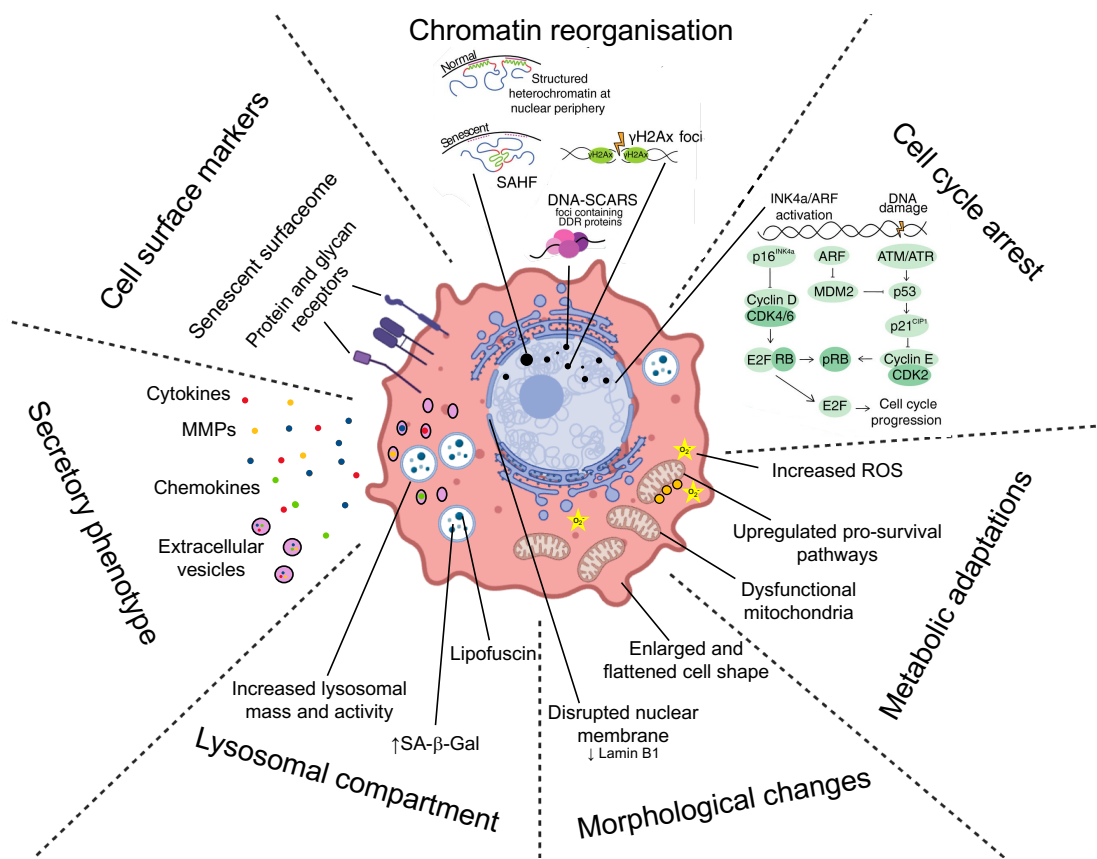 Chromatin reorganisation
Normal
Structured
heterochromatin at
nuclear periphery
Senescent
SAHF
γH2Ax foci
γH2Ax
γH2Ax
DNA-SCARS
foci containing
DDR proteins
Cell cycle arrest
INK4a/ARF
activation
DNA
damage
p16INK4a
ARF
ATM/ATR
Cyclin D
CDK4/6
MDM2
p53
p21CIP1
E2F
RB
pRB
Cyclin E
CDK2
E2F
Cell cycle
progression
Cell surface markers
Senescent surfaceome
Protein and glycan
receptors
Secretory phenotype
Cytokines
MMPs
Chemokines
Extracellular
vesicles
O2-
O2-
O2-
Metabolic adaptations
Increased ROS
Upregulated pro-survival
pathways
Dysfunctional
mitochondria
Lysosomal compartment
Lipofuscin
Increased lysosomal
mass and activity
↑SA-β-Gal
Morphological changes
Enlarged and
flattened cell shape
Disrupted nuclear
membrane
↓ Lamin B1